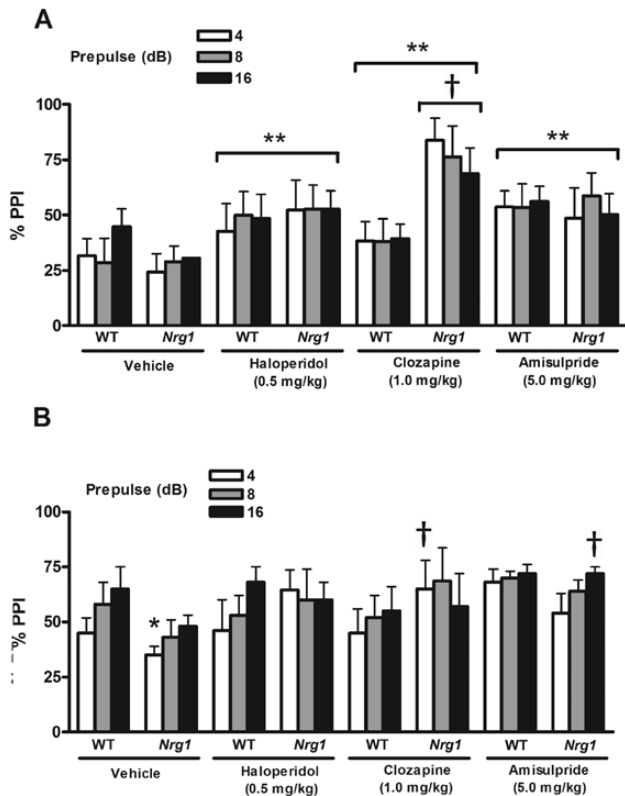 A
Prepulse (dB)
4
8
16
**
**
†
**
% PPI
100
75
50
25
0
WT Nrg1 WT Nrg1 WT Nrg1 WT Nrg1
Vehicle Haloperidol Clozapine Amisulpride
(0.5 mg/kg) (1.0 mg/kg) (5.0 mg/kg)
B
Prepulse (dB)
4
8
16
*
†
†
% PPI
100
75
50
25
0
WT Nrg1 WT Nrg1 WT Nrg1 WT Nrg1
Vehicle Haloperidol Clozapine Amisulpride
(0.5 mg/kg) (1.0 mg/kg) (5.0 mg/kg)